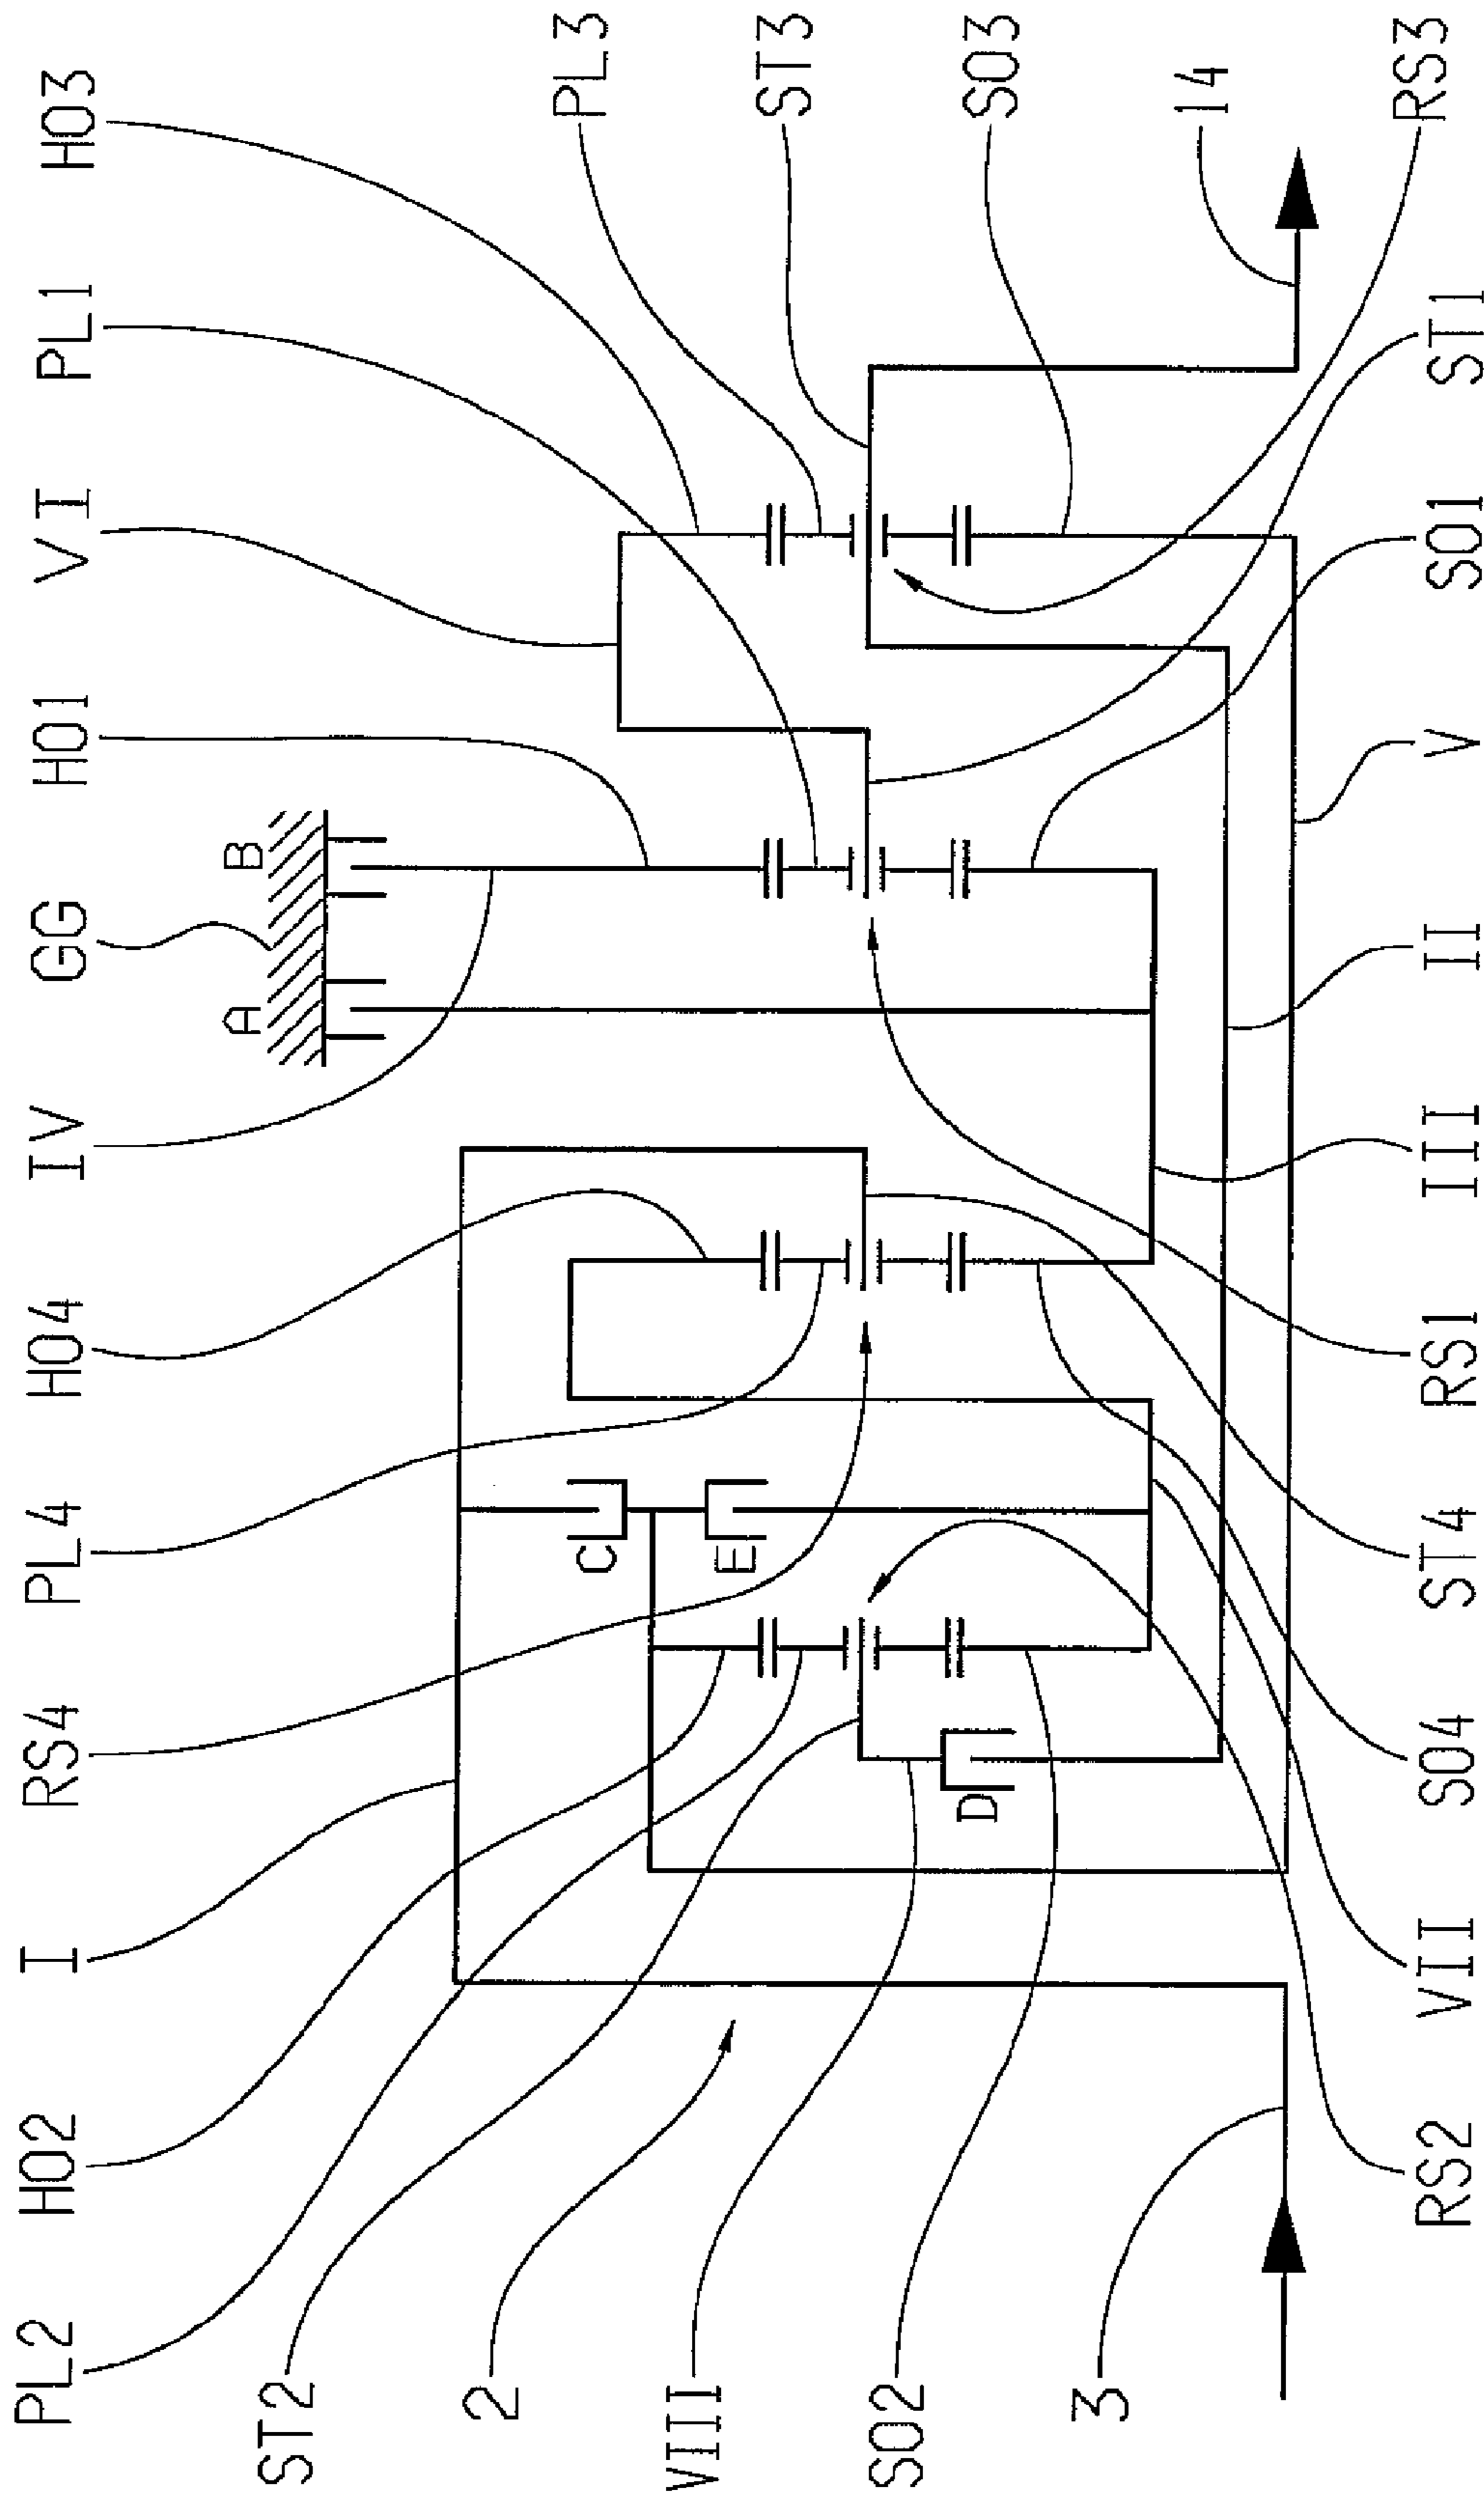 PL2
HO2
I
RS4
PL4
HO4
IV
GG
HO1
VI
PL1
HO3
A
B
ST2
2
VIII
SO2
3
C
E
D
PL3
ST3
SO3
14
RS3
RS2
VII
SO4
ST4
RS1
III
II
V
SO1
ST1